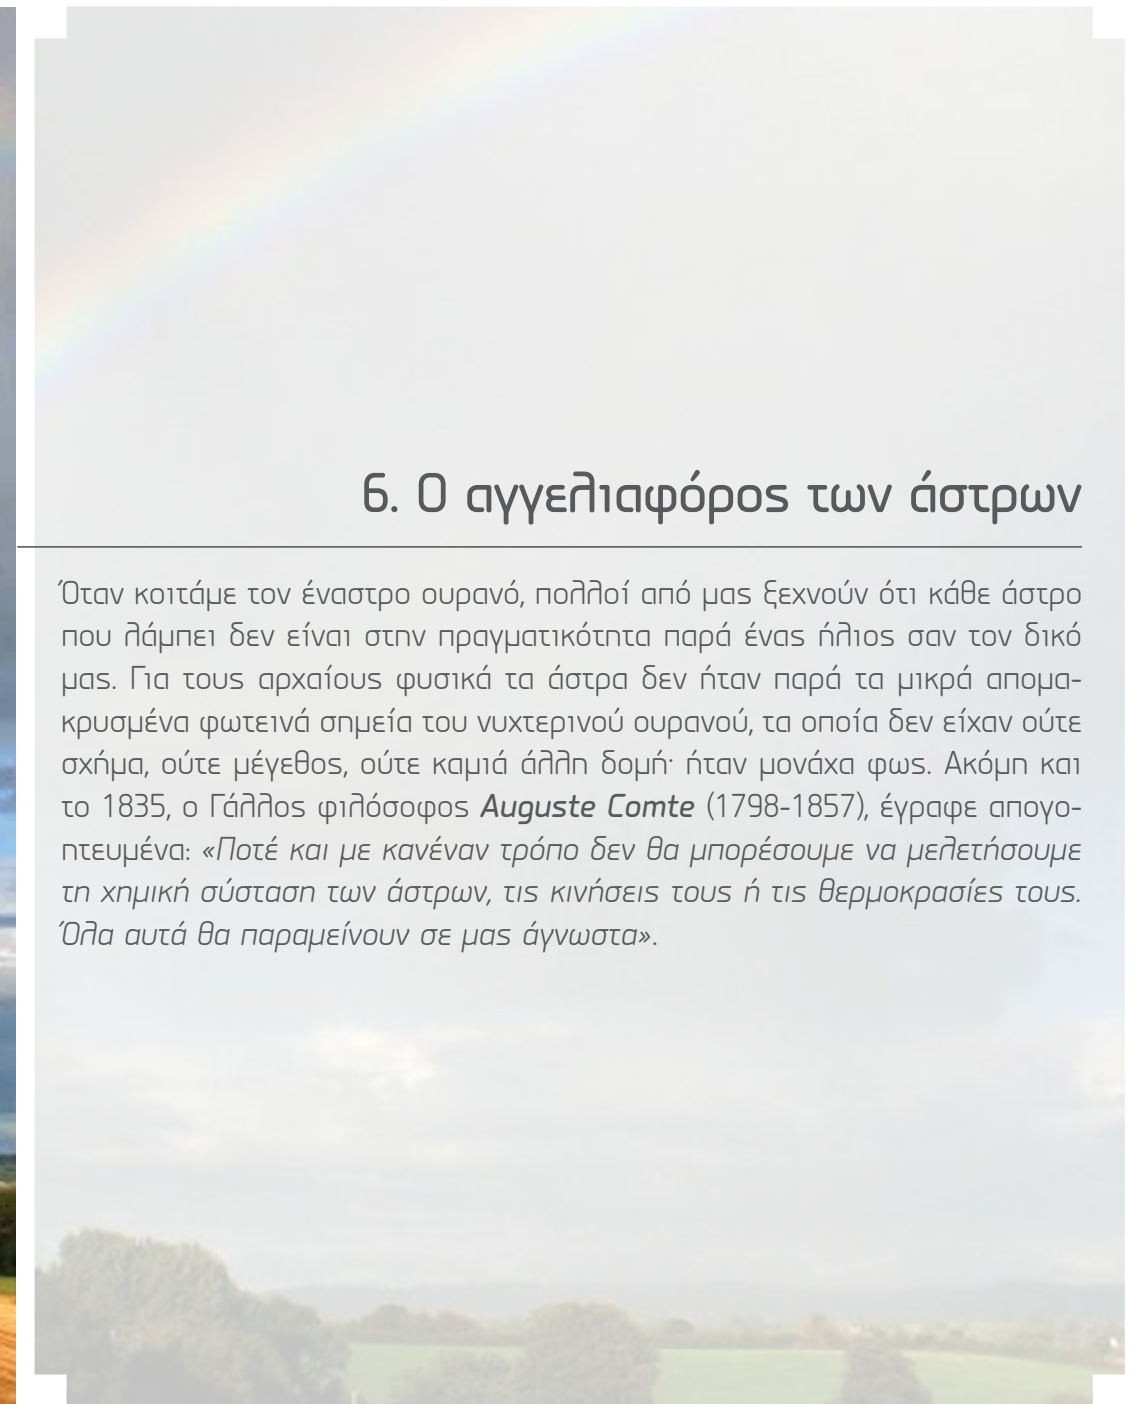 6. Ο αγγελιαφόρος των άστρων
Όταν κοιτάμε τον έναστρο ουρανό, πολλοί από μας ξεχνούν ότι κάθε άστρο
που λάμπει δεν είναι στην πραγματικότητα παρά ένας ήλιος σαν τον δικό
μας. Για τους αρχαίους φυσικά τα άστρα δεν ήταν παρά τα μικρά απομα-
κρυσμένα φωτεινά σημεία του νυχτερινού ουρανού, τα οποία δεν είχαν ούτε
σχήμα, ούτε μέγεθος, ούτε καμιά άλλη δομή· ήταν μονάχα φως. Ακόμη και
το 1835, ο Γάλλος φιλόσοφος Auguste Comte (1798-1857), έγραφε απογο-
ητευμένα: «Ποτέ και με κανέναν τρόπο δεν θα μπορέσουμε να μελετήσουμε
τη χημική σύσταση των άστρων, τις κινήσεις τους ή τις θερμοκρασίες τους.
Όλα αυτά θα παραμείνουν σε μας άγνωστα».